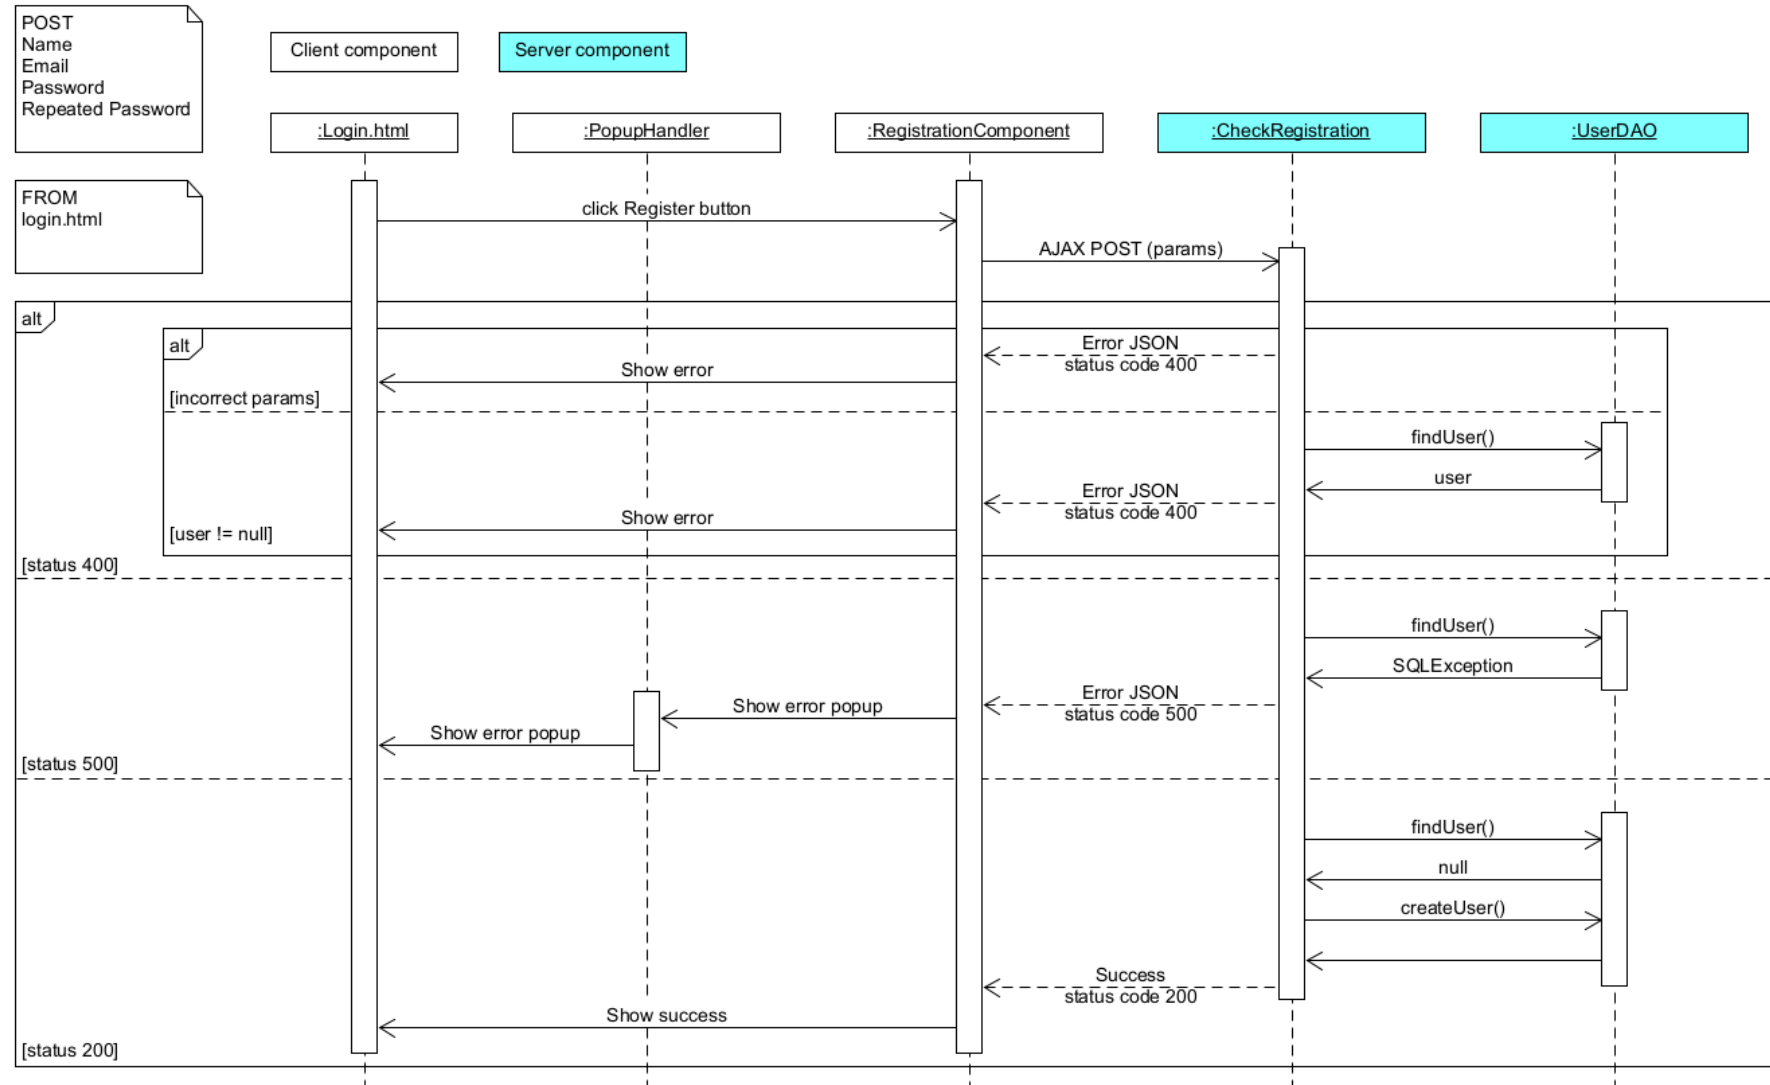 POST
Name
Email
Password
Repeated Password
Client component
Server component
:Login.html
:PopupHandler
:RegistrationComponent
:CheckRegistration
:UserDAO
FROM
login.html
click Register button
AJAX POST (params)
alt
alt
Error JSON
status code 400
Show error
[incorrect params]
findUser()
user
Error JSON
status code 400
Show error
[user != null]
[status 400]
findUser()
SQLException
Error JSON
status code 500
Show error popup
Show error popup
[status 500]
findUser()
null
createUser()
Success
status code 200
Show success
[status 200]